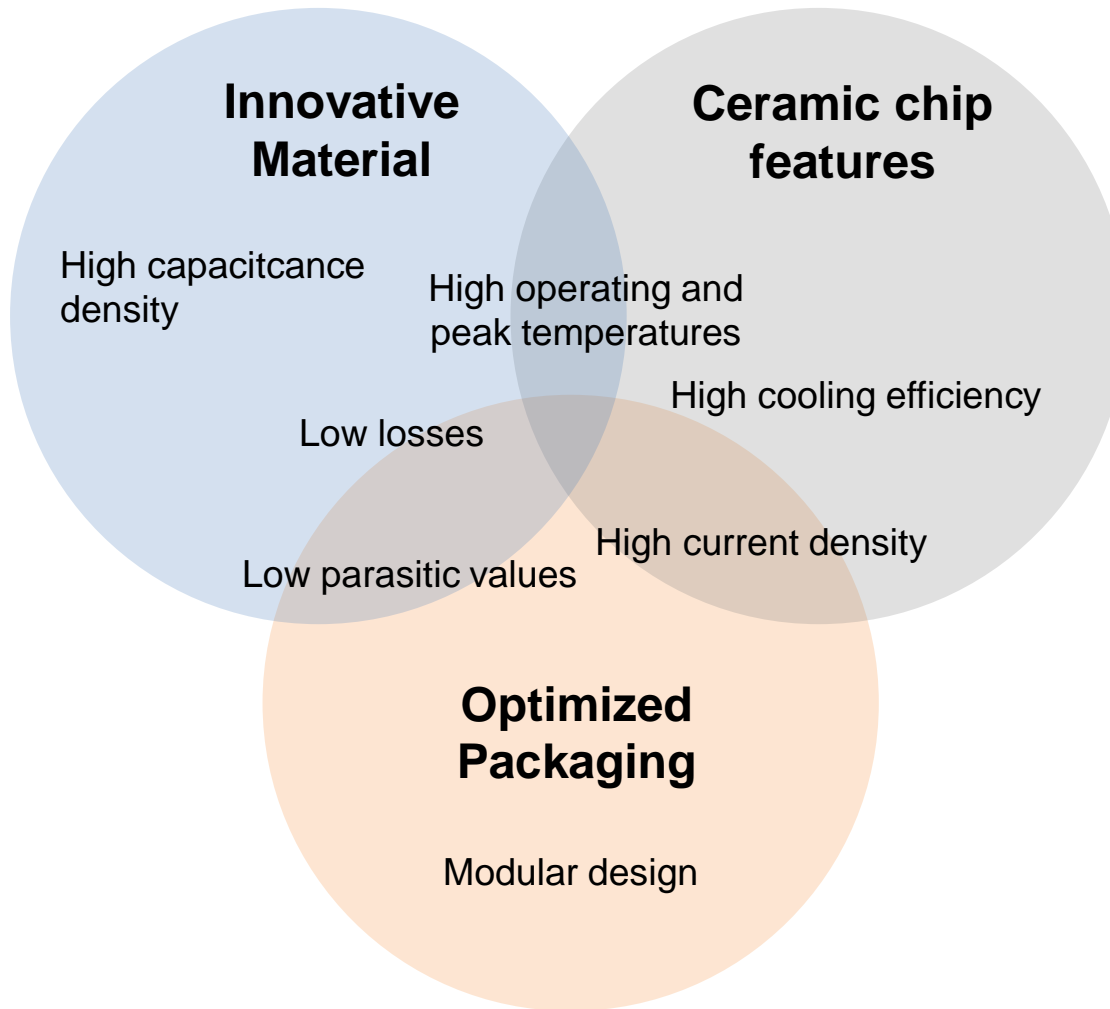 Innovative
Material
Ceramic chip
features
High capacitcance
density
High operating and
peak temperatures
High cooling efficiency
Low losses
High current density
Low parasitic values
Optimized
Packaging
Modular design